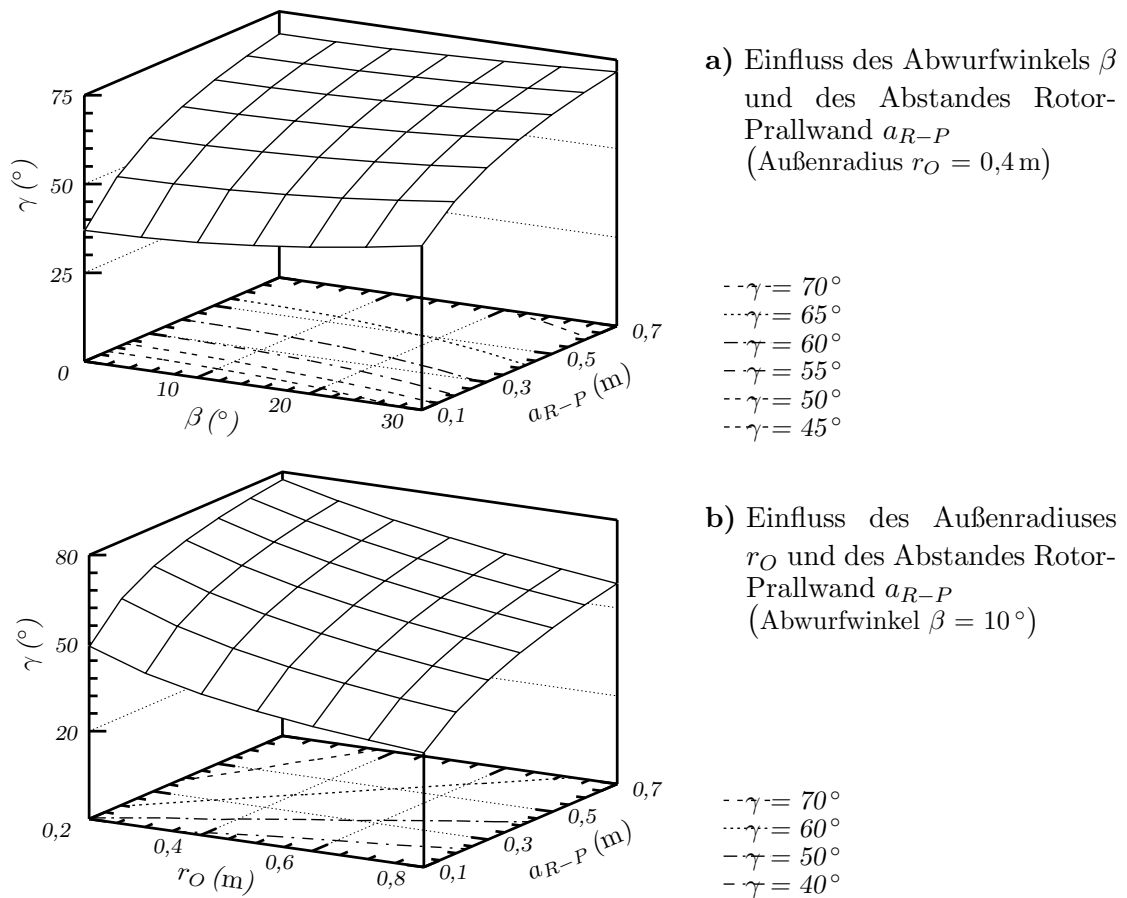 75
50
25
γ (°)
0
10
20
30
β (°)
0,1
0,3
0,5
0,7
a_{R−P} (m)
a) Einfluss des Abwurfwinkels β
und des Abstandes Rotor-
Prallwand a_{R−P}
(Außenradius r_O = 0,4 m)
γ = 70°
γ = 65°
γ = 60°
γ = 55°
γ = 50°
γ = 45°
80
50
20
γ (°)
0,2
0,4
0,6
0,8
r_O (m)
0,1
0,3
0,5
0,7
a_{R−P} (m)
b) Einfluss des Außenradiuses
r_O und des Abstandes Rotor-
Prallwand a_{R−P}
(Abwurfwinkel β = 10°)
γ = 70°
γ = 60°
γ = 50°
γ = 40°